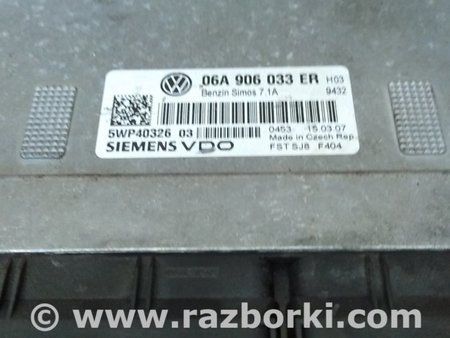 06A 906 033 ER H03
Benzin Simos 7.1A 9432
5WP40326 03
0453 15.03.07
Made in Czech Rep.
SIEMENS VDO
FST SJ8 F404
© www.razborki.com